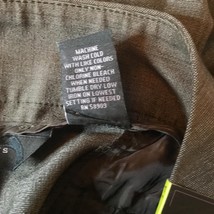 MACHINE
WASH COLD
WITH LIKE COLORS
ONLY NON-
CHLORINE BLEACH
WHEN NEEDED
TUMBLE DRY LOW
IRON ON LOWEST
SETTING IF NEEDED
RN 58969